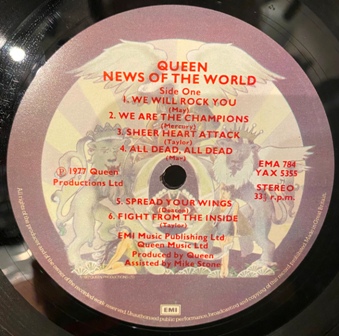 QUEEN
NEWS OF THE WORLD
Side One
1. WE WILL ROCK YOU
(May)
2. WE ARE THE CHAMPIONS
(Mercury)
3. SHEER HEART ATTACK
(Taylor)
4. ALL DEAD, ALL DEAD
(May)
℗ 1977 Queen
Productions Ltd
EMA 784
YAX 5355
STEREO
33⅓ r.p.m.
5. SPREAD YOUR WINGS
(Deacon)
6. FIGHT FROM THE INSIDE
(Taylor)
EMI Music Publishing Ltd
Queen Music Ltd
Produced by Queen
Assisted by Mike Stone
EMI